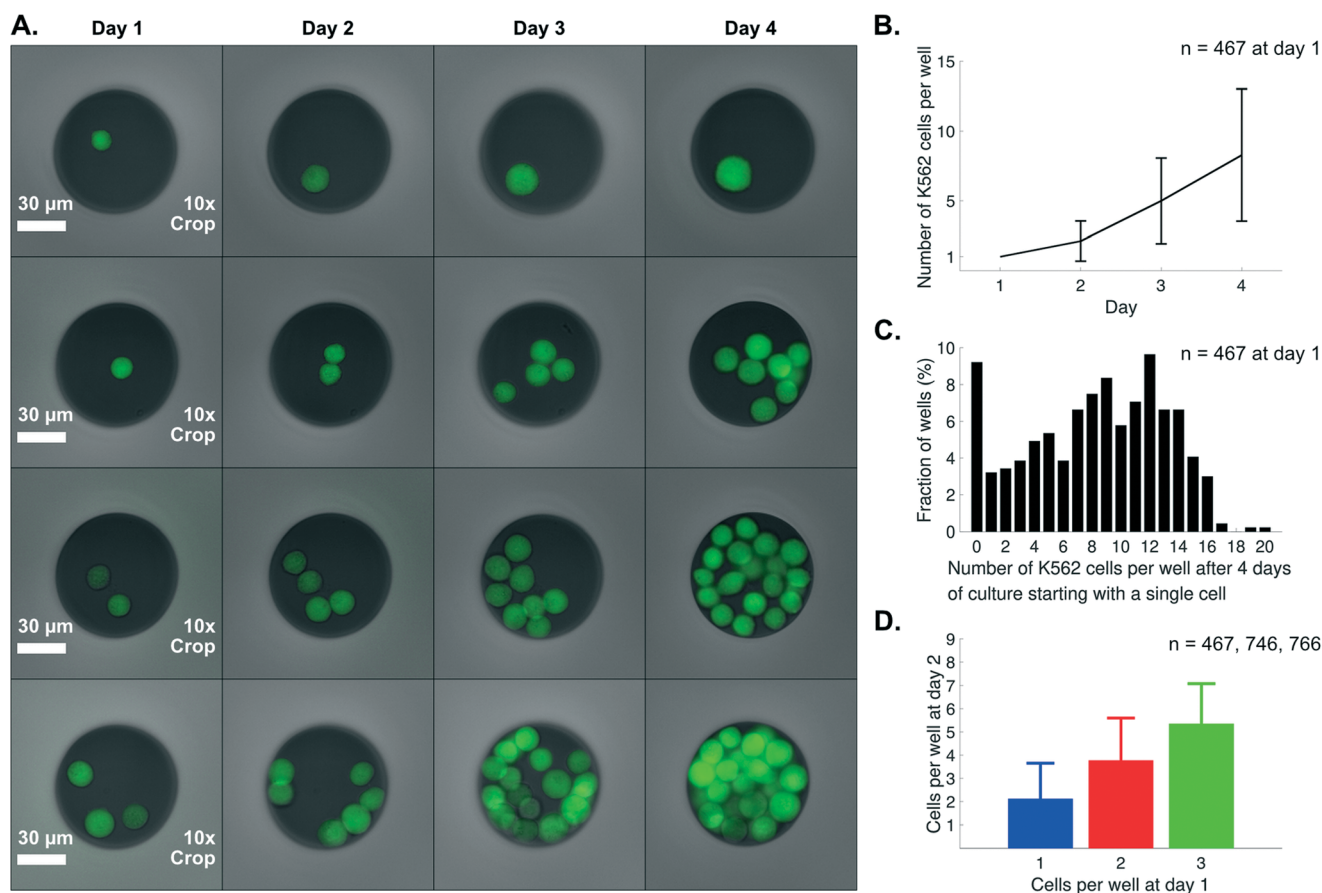 A.
Day 1 Day 2 Day 3 Day 4
30 µm 10x
Crop
30 µm 10x
Crop
30 µm 10x
Crop
30 µm 10x
Crop
B.
n = 467 at day 1
Number of K562 cells per well
15
10
5
1
1 2 3 4
Day
C.
n = 467 at day 1
Fraction of wells (%)
10
8
6
4
2
0
0 2 4 6 8 10 12 14 16 18 20
Number of K562 cells per well after 4 days
of culture starting with a single cell
D.
n = 467, 746, 766
Cells per well at day 2
9
8
7
6
5
4
3
2
1
1 2 3
Cells per well at day 1